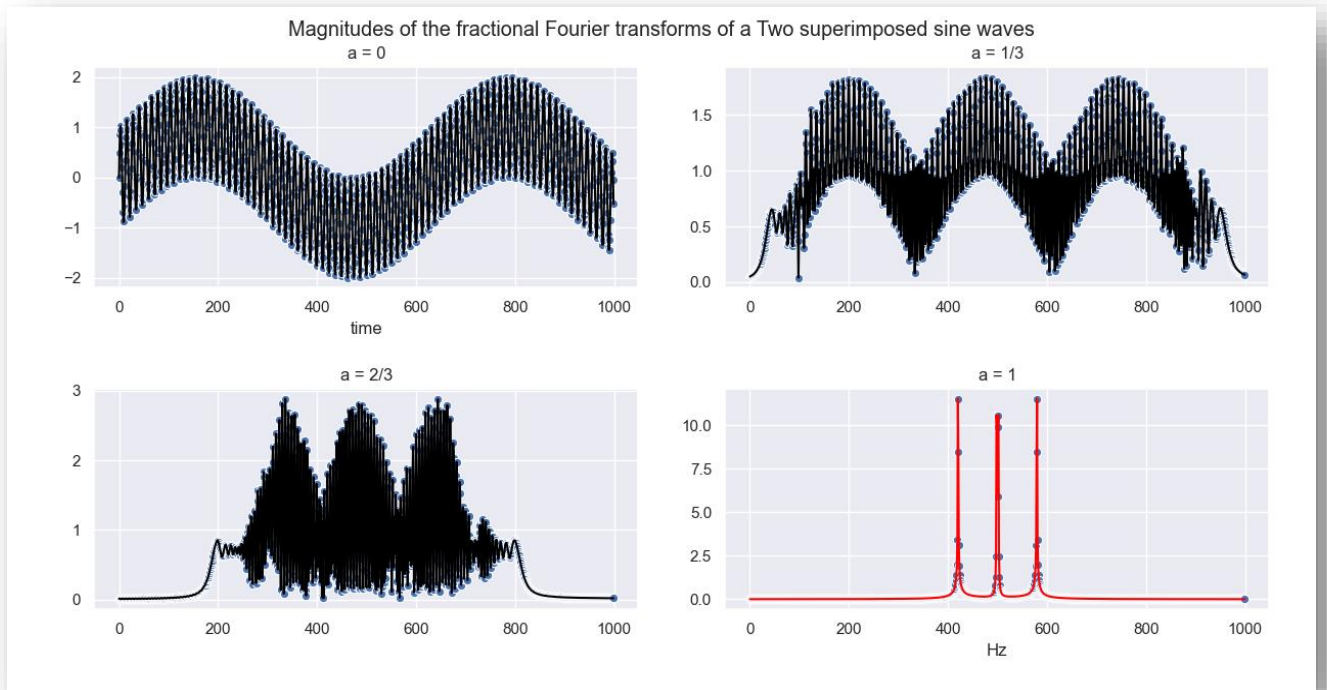 Magnitudes of the fractional Fourier transforms of a Two superimposed sine waves
a = 0
2
1
0
−1
−2
0 200 400 600 800 1000
time
a = 1/3
1.5
1.0
0.5
0.0
0 200 400 600 800 1000
a = 2/3
3
2
1
0
0 200 400 600 800 1000
a = 1
10.0
7.5
5.0
2.5
0.0
0 200 400 600 800 1000
Hz